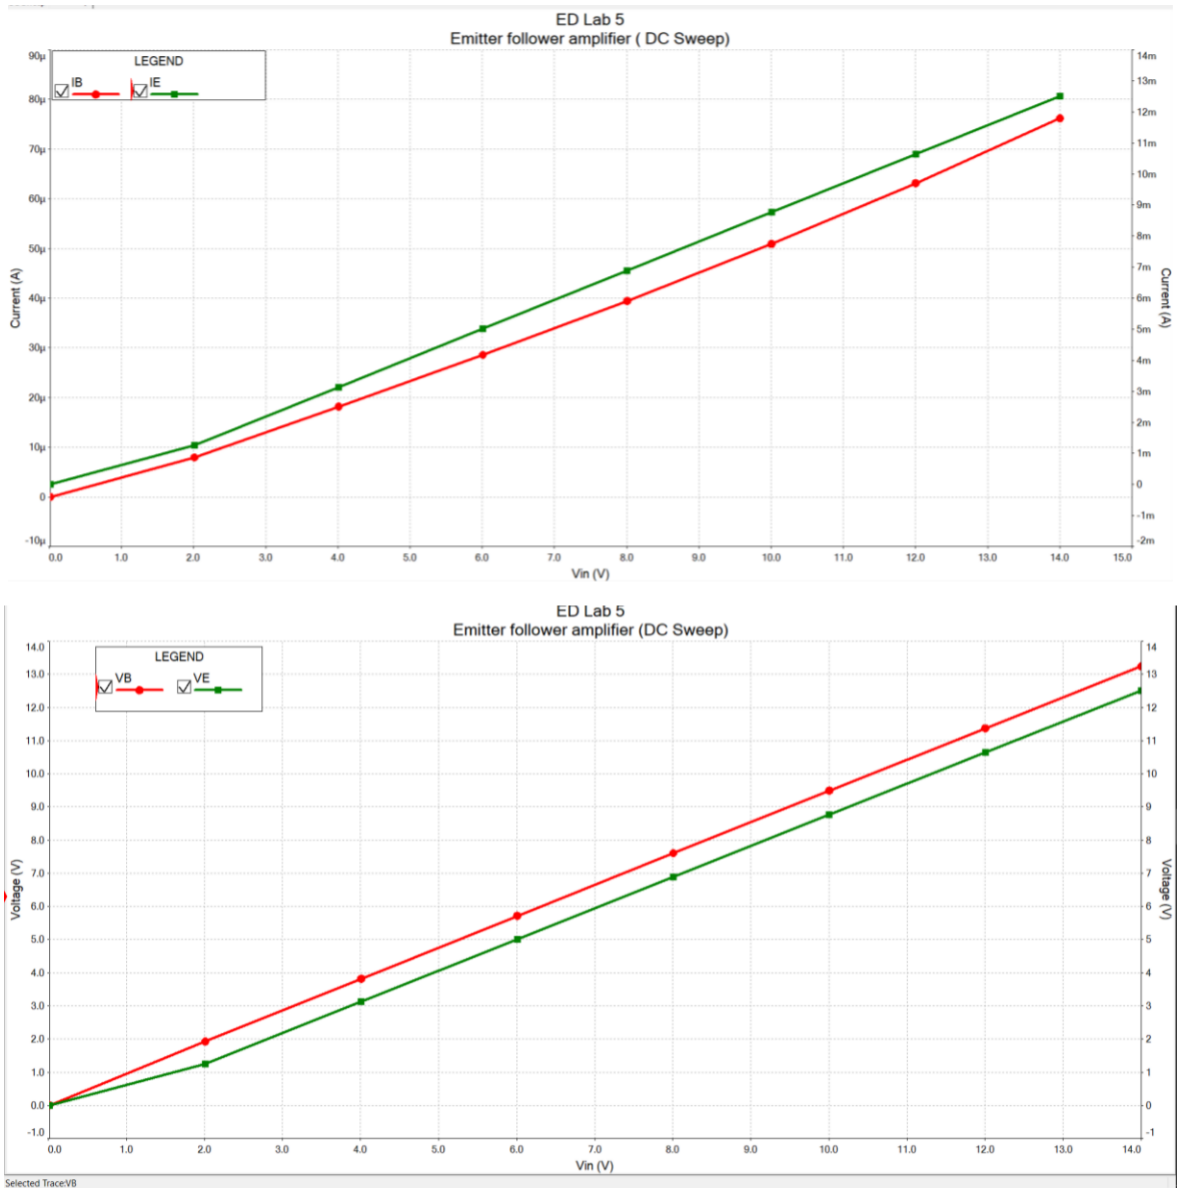 ED Lab 5
Emitter follower amplifier ( DC Sweep)
LEGEND
IB IE
90μ
80μ
70μ
60μ
50μ
40μ
30μ
20μ
10μ
0
-10μ
Current (A)
14m
13m
12m
11m
10m
9m
8m
7m
6m
5m
4m
3m
2m
1m
0
-1m
-2m
Current (A)
0.0 1.0 2.0 3.0 4.0 5.0 6.0 7.0 8.0 9.0 10.0 11.0 12.0 13.0 14.0 15.0
Vin (V)
ED Lab 5
Emitter follower amplifier (DC Sweep)
LEGEND
VB VE
14.0
13.0
12.0
11.0
10.0
9.0
8.0
7.0
6.0
5.0
4.0
3.0
2.0
1.0
0.0
-1.0
Voltage (V)
14
13
12
11
10
9
8
7
6
5
4
3
2
1
0
-1
Voltage (V)
0.0 1.0 2.0 3.0 4.0 5.0 6.0 7.0 8.0 9.0 10.0 11.0 12.0 13.0 14.0
Vin (V)
Selected Trace:VB